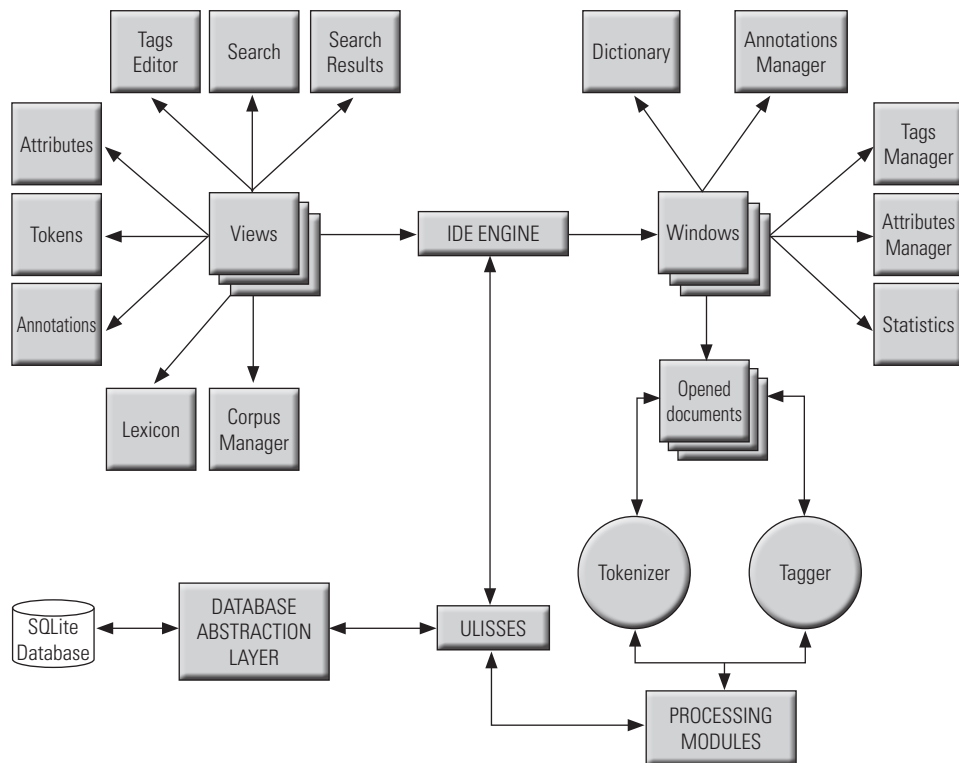 Tags
Editor
Search
Search
Results
Dictionary
Annotations
Manager
Attributes
Tags
Manager
Tokens
Views
IDE ENGINE
Windows
Attributes
Manager
Annotations
Statistics
Lexicon
Corpus
Manager
Opened
documents
Tokenizer
Tagger
SQLite
Database
DATABASE
ABSTRACTION
LAYER
ULISSES
PROCESSING
MODULES